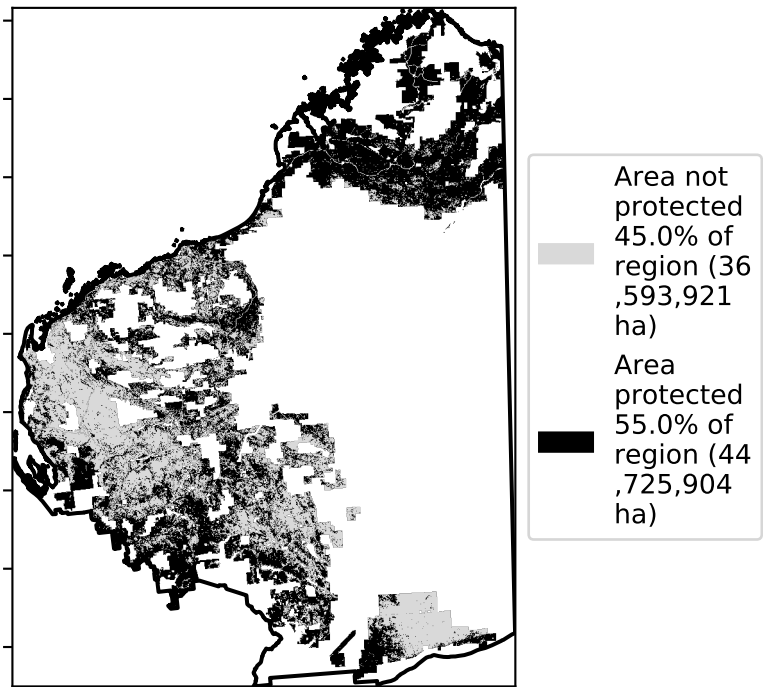 Area not
protected
45.0% of
region (36
,593,921
ha)
Area
protected
55.0% of
region (44
,725,904
ha)